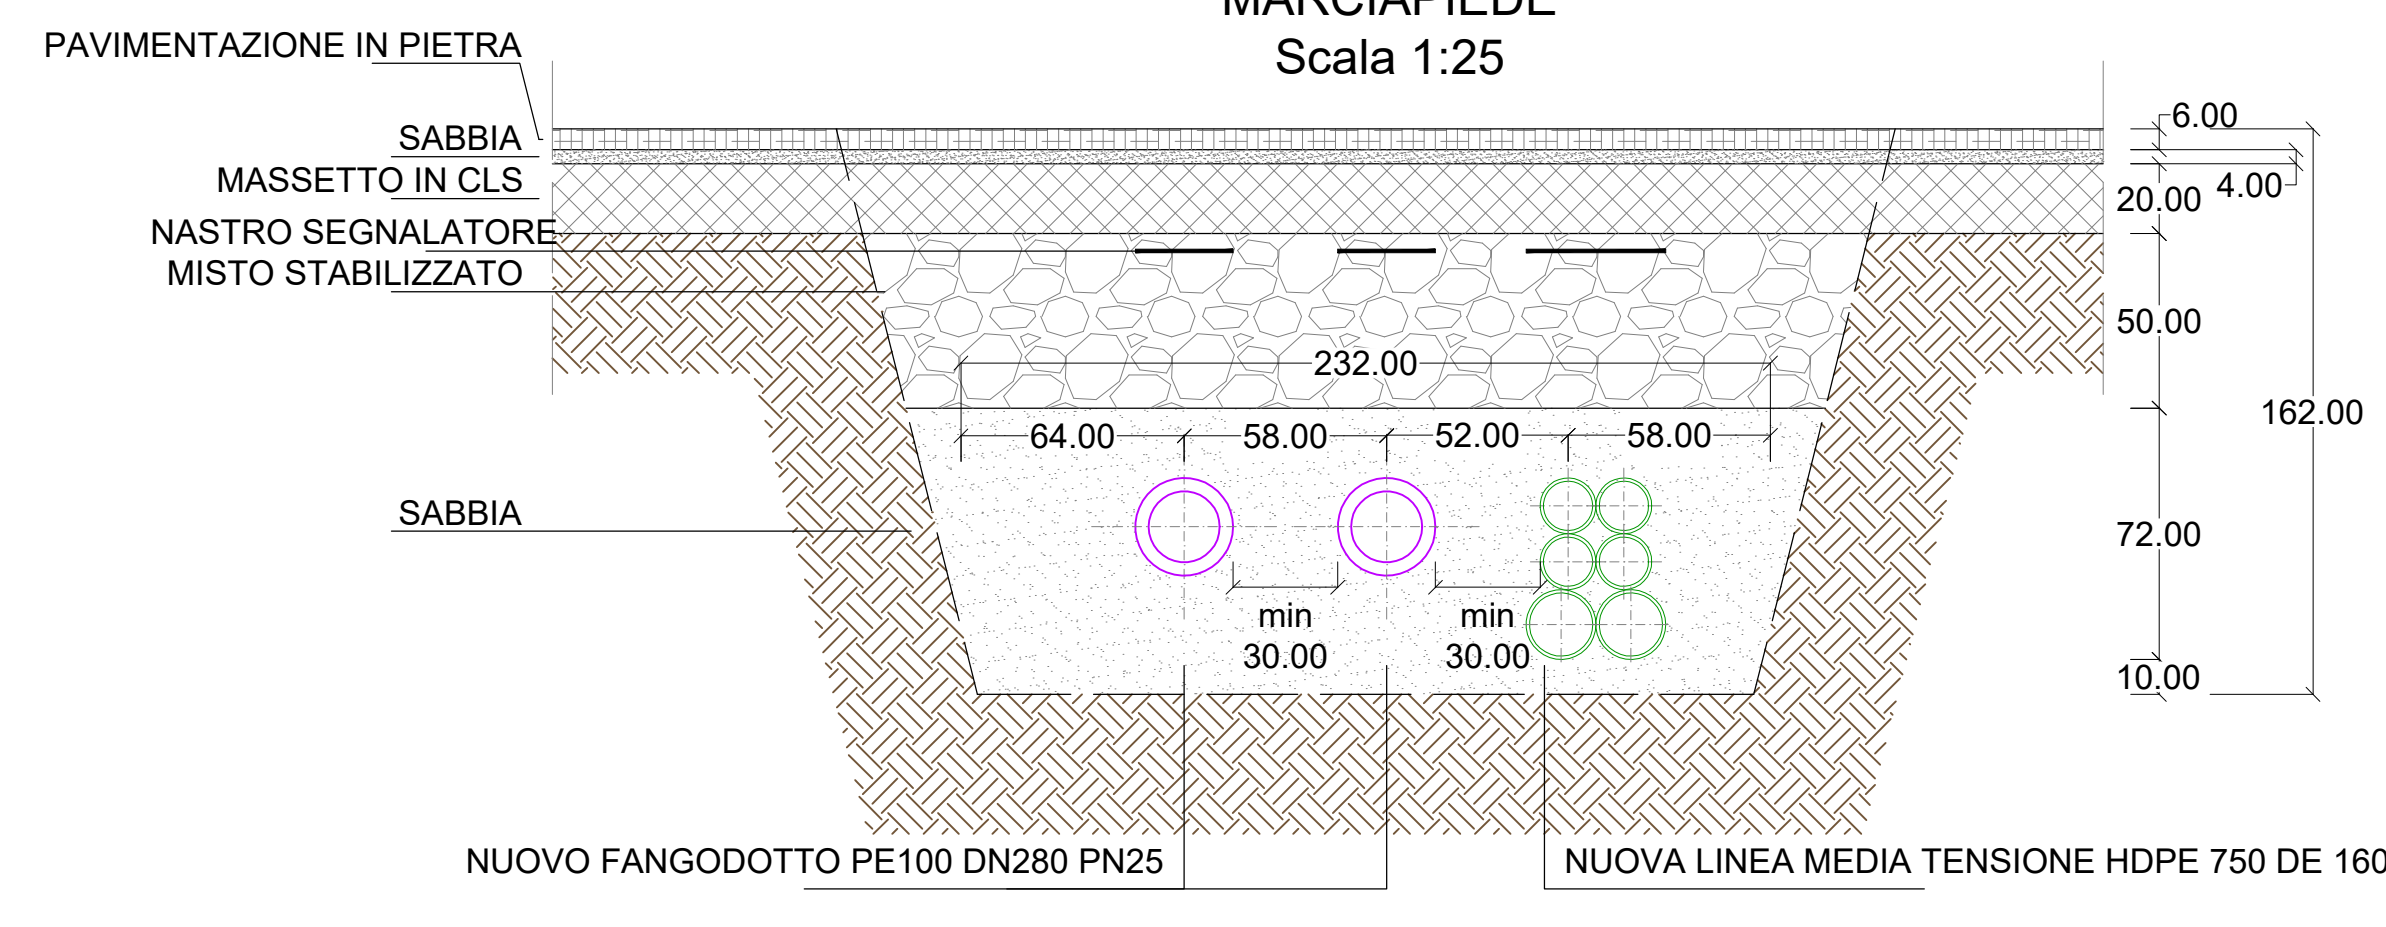 MARCIAPIEDE
Scala 1:25
PAVIMENTAZIONE IN PIETRA
SABBIA
MASSETTO IN CLS
NASTRO SEGNALATORE
MISTO STABILIZZATO
SABBIA
6.00
4.00
20.00
50.00
162.00
72.00
10.00
232.00
64.00
58.00
52.00
58.00
min
30.00
min
30.00
NUOVO FANGODOTTO PE100 DN280 PN25
NUOVA LINEA MEDIA TENSIONE HDPE 750 DE 160